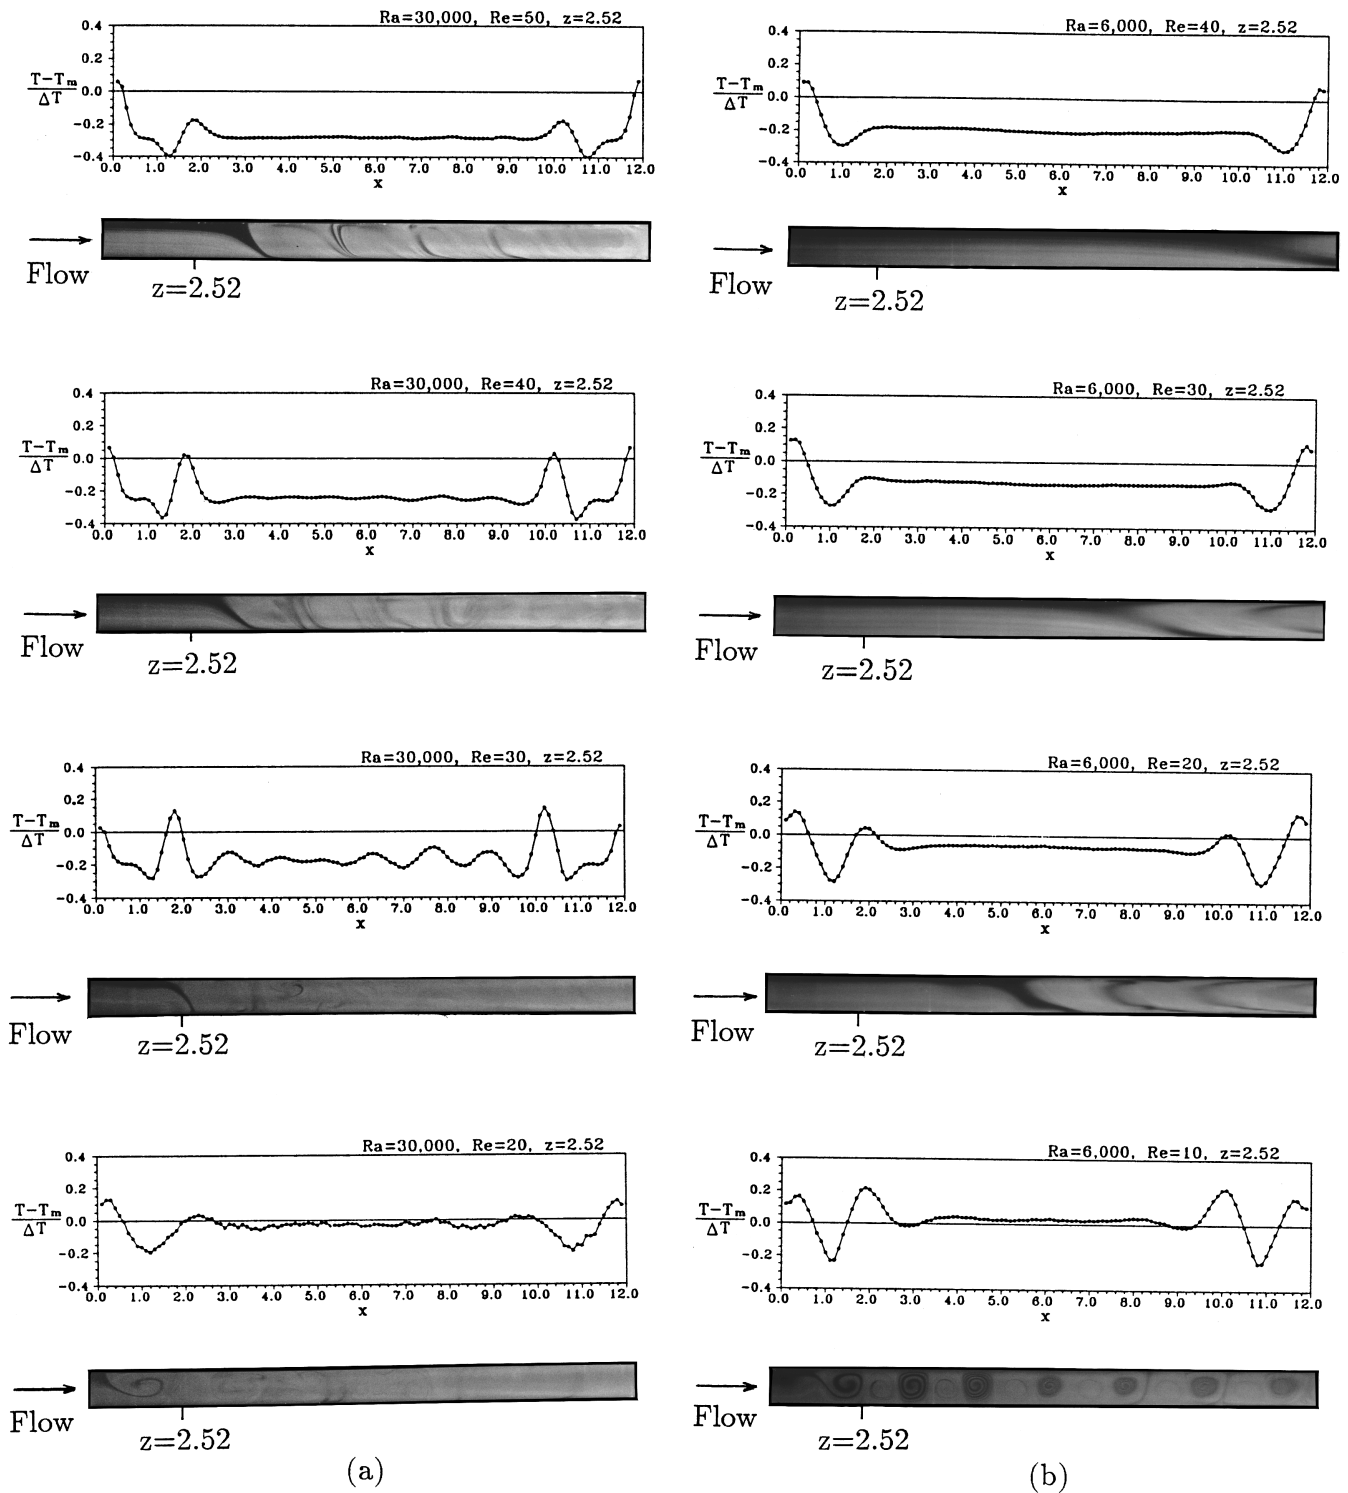 Ra=30,000, Re=50, z=2.52
0.4
0.2
0.0
-0.2
-0.4
T-Tm
ΔT
0.0 1.0 2.0 3.0 4.0 5.0 6.0 7.0 8.0 9.0 10.0 11.0 12.0
x
Flow
z=2.52
Ra=30,000, Re=40, z=2.52
0.4
0.2
0.0
-0.2
-0.4
T-Tm
ΔT
0.0 1.0 2.0 3.0 4.0 5.0 6.0 7.0 8.0 9.0 10.0 11.0 12.0
x
Flow
z=2.52
Ra=30,000, Re=30, z=2.52
0.4
0.2
0.0
-0.2
-0.4
T-Tm
ΔT
0.0 1.0 2.0 3.0 4.0 5.0 6.0 7.0 8.0 9.0 10.0 11.0 12.0
x
Flow
z=2.52
Ra=30,000, Re=20, z=2.52
0.4
0.2
0.0
-0.2
-0.4
T-Tm
ΔT
0.0 1.0 2.0 3.0 4.0 5.0 6.0 7.0 8.0 9.0 10.0 11.0 12.0
x
Flow
z=2.52
(a)
Ra=6,000, Re=40, z=2.52
0.4
0.2
0.0
-0.2
-0.4
T-Tm
ΔT
0.0 1.0 2.0 3.0 4.0 5.0 6.0 7.0 8.0 9.0 10.0 11.0 12.0
x
Flow
z=2.52
Ra=6,000, Re=30, z=2.52
0.4
0.2
0.0
-0.2
-0.4
T-Tm
ΔT
0.0 1.0 2.0 3.0 4.0 5.0 6.0 7.0 8.0 9.0 10.0 11.0 12.0
x
Flow
z=2.52
Ra=6,000, Re=20, z=2.52
0.4
0.2
0.0
-0.2
-0.4
T-Tm
ΔT
0.0 1.0 2.0 3.0 4.0 5.0 6.0 7.0 8.0 9.0 10.0 11.0 12.0
x
Flow
z=2.52
Ra=6,000, Re=10, z=2.52
0.4
0.2
0.0
-0.2
-0.4
T-Tm
ΔT
0.0 1.0 2.0 3.0 4.0 5.0 6.0 7.0 8.0 9.0 10.0 11.0 12.0
x
Flow
z=2.52
(b)